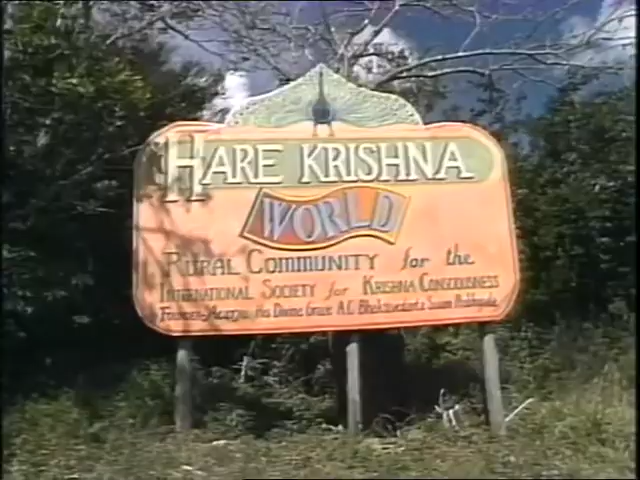 HARE KRISHNA
WORLD
RURAL COMMUNITY for the
INTERNATIONAL SOCIETY for KRISHNA CONSCIOUSNESS
Founder-Acarya His Divine Grace A.C. Bhaktivedanta Swami Prabhupada